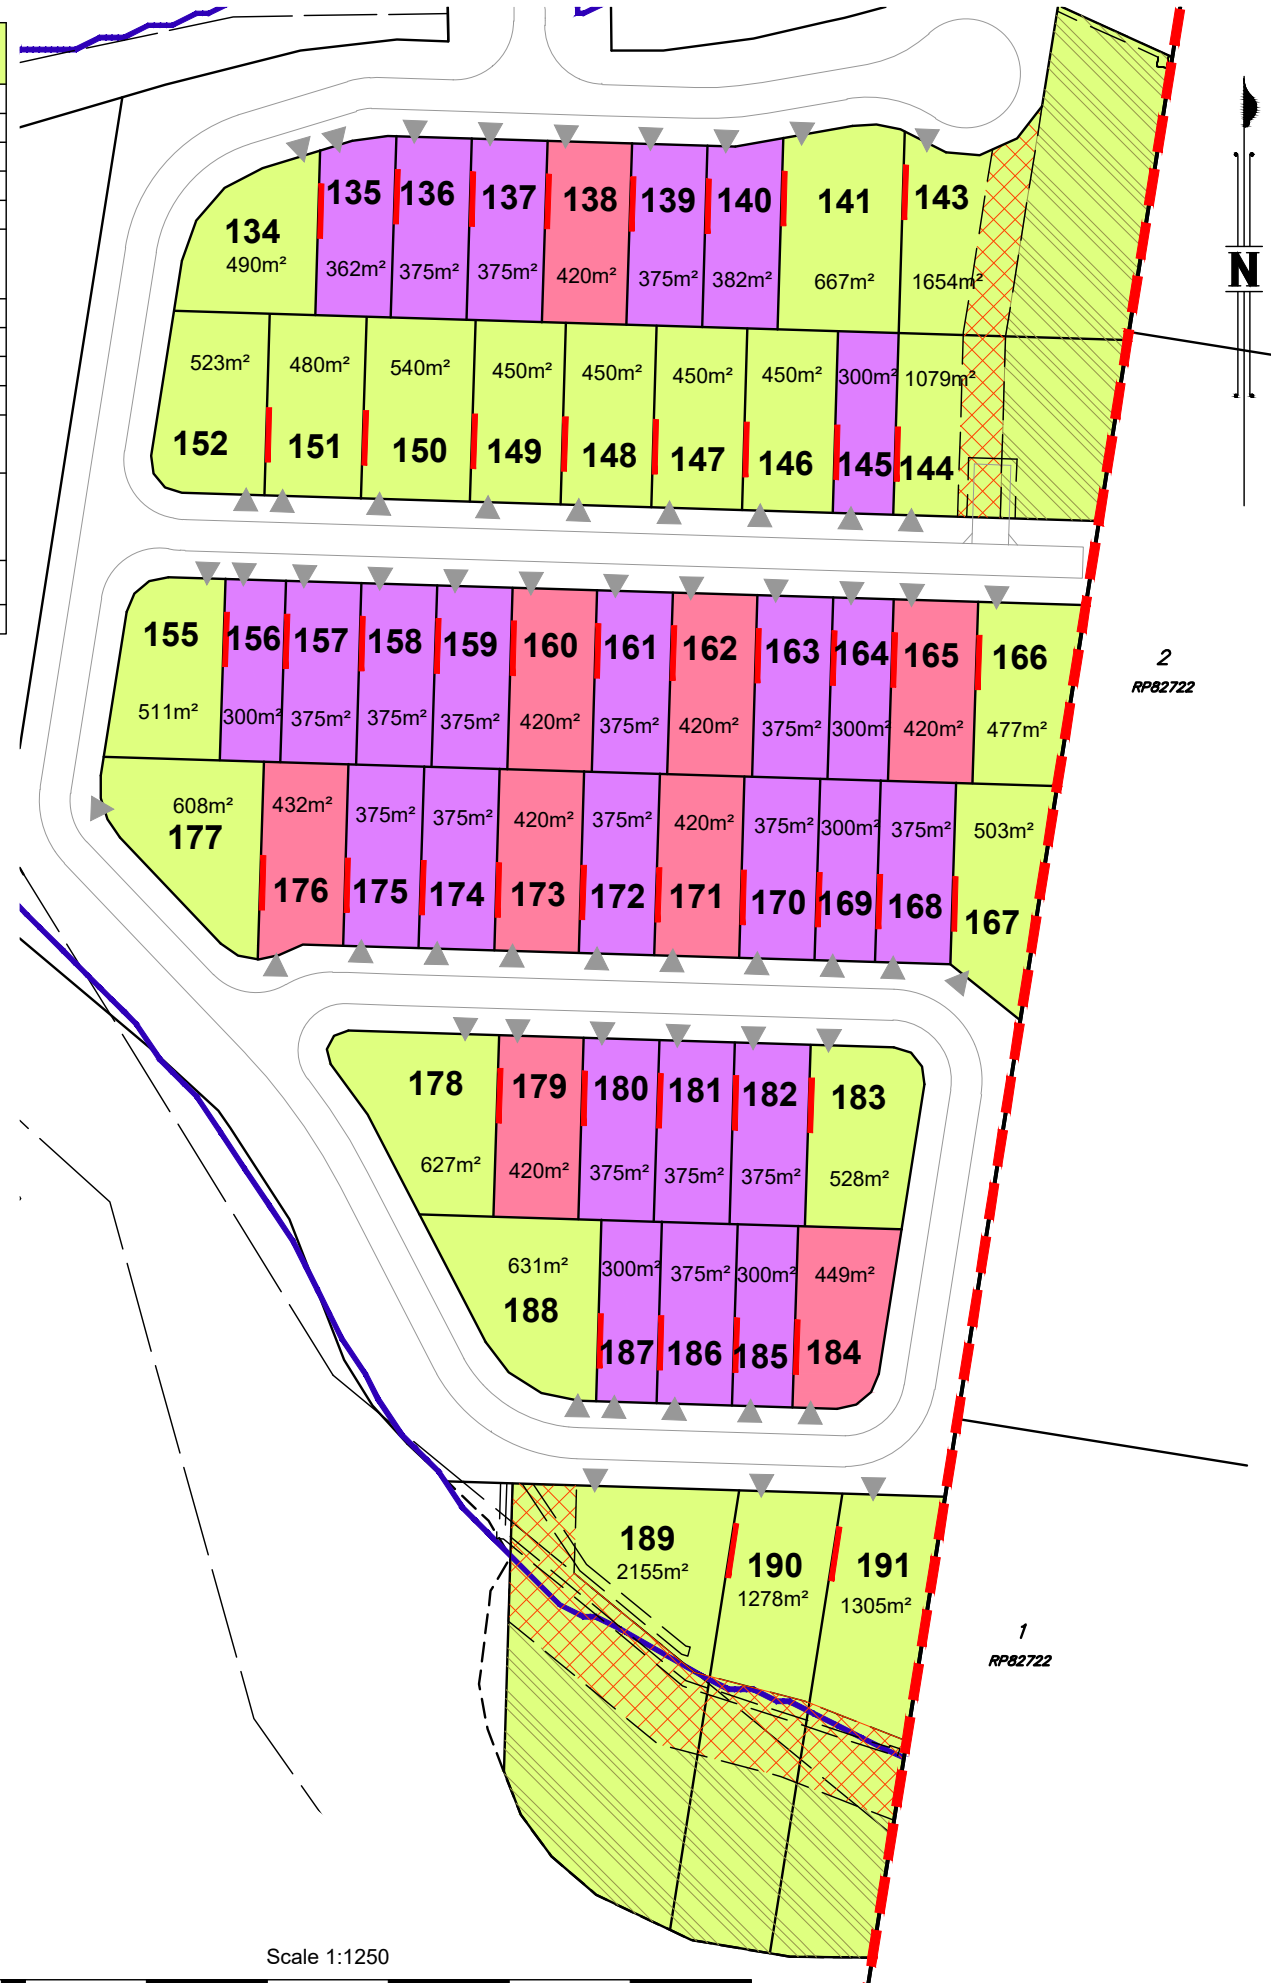 135 136 137 138 139 140 141 143
134
490m² 362m² 375m² 375m² 420m² 375m² 382m² 667m² 1654m²
N
523m² 480m² 540m² 450m² 450m² 450m² 450m² 300m² 1079m²
152 151 150 149 148 147 146 145 144
155 156 157 158 159 160 161 162 163 164 165 166
511m² 300m² 375m² 375m² 375m² 420m² 375m² 420m² 375m² 300m² 420m² 477m²
2
RP82722
608m² 432m² 375m² 375m² 420m² 375m² 420m² 375m² 300m² 375m² 503m²
177 176 175 174 173 172 171 170 169 168 167
178 179 180 181 182 183
627m² 420m² 375m² 375m² 375m² 528m²
631m² 300m² 375m² 300m² 449m²
188 187 186 185 184
189 190 191
2155m² 1278m² 1305m²
1
RP82722
Scale 1:1250